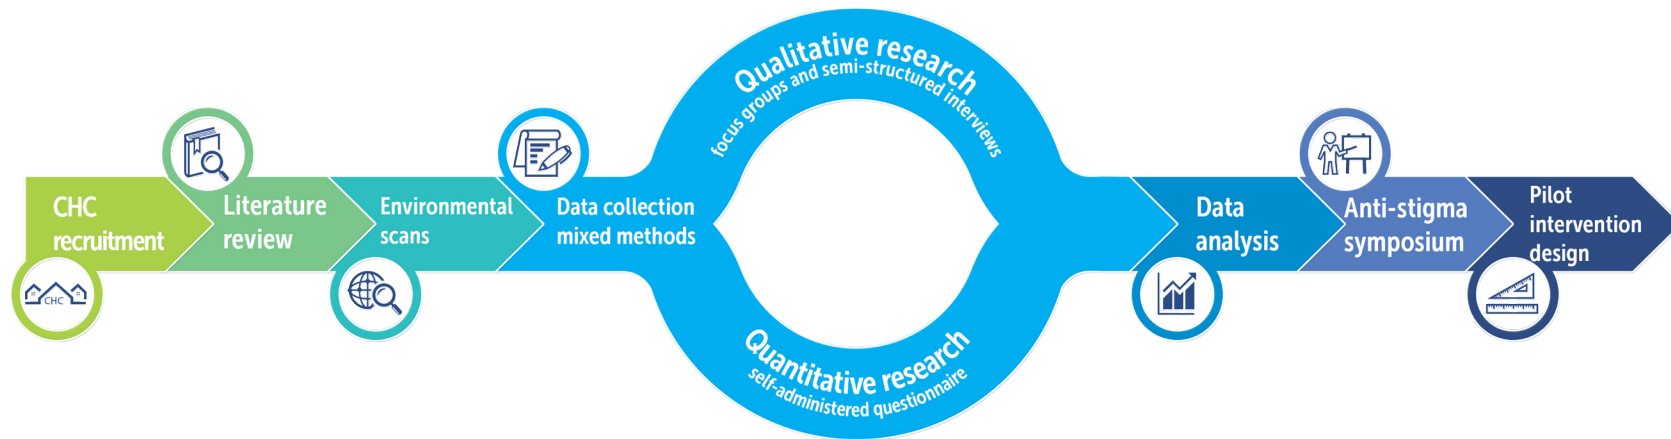 CHC
recruitment
CHC
Literature
review
Environmental
scans
Data collection
mixed methods
Qualitative research
focus groups and semi-structured interviews
Quantitative research
self-administered questionnaire
Data
analysis
Anti-stigma
symposium
Pilot
intervention
design